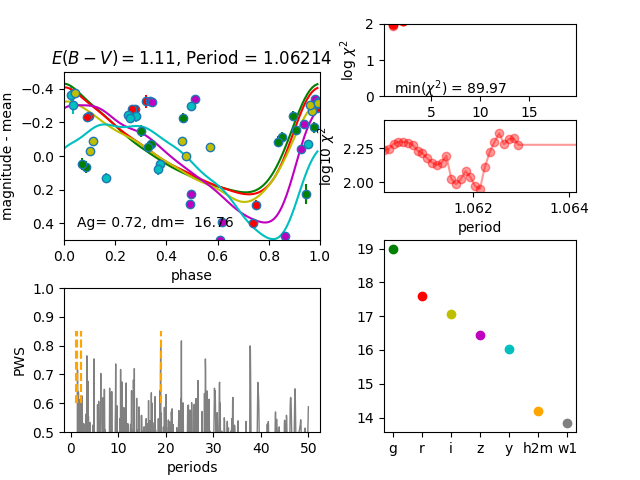 E(B − V) = 1.11, Period = 1.06214
−0.4
−0.2
0.0
0.2
0.4
magnitude - mean
Ag= 0.72, dm= 16.76
0.0 0.2 0.4 0.6 0.8 1.0
phase
2
1
0
log χ²
min(χ²) = 89.97
5 10 15
2.25
2.00
log10 χ²
1.062 1.064
period
1.0
0.9
0.8
0.7
0.6
0.5
PWS
0 10 20 30 40 50
periods
19
18
17
16
15
14
g r i z y h2m w1